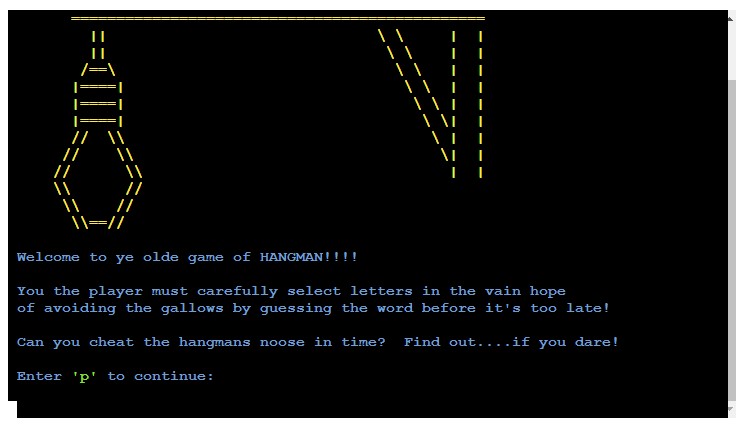 Welcome to ye olde game of HANGMAN!!!!
You the player must carefully select letters in the vain hope
of avoiding the gallows by guessing the word before it's too late!
Can you cheat the hangmans noose in time?  Find out....if you dare!
Enter 'p' to continue: